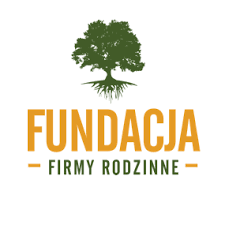 FUNDACJA
– FIRMY RODZINNE –